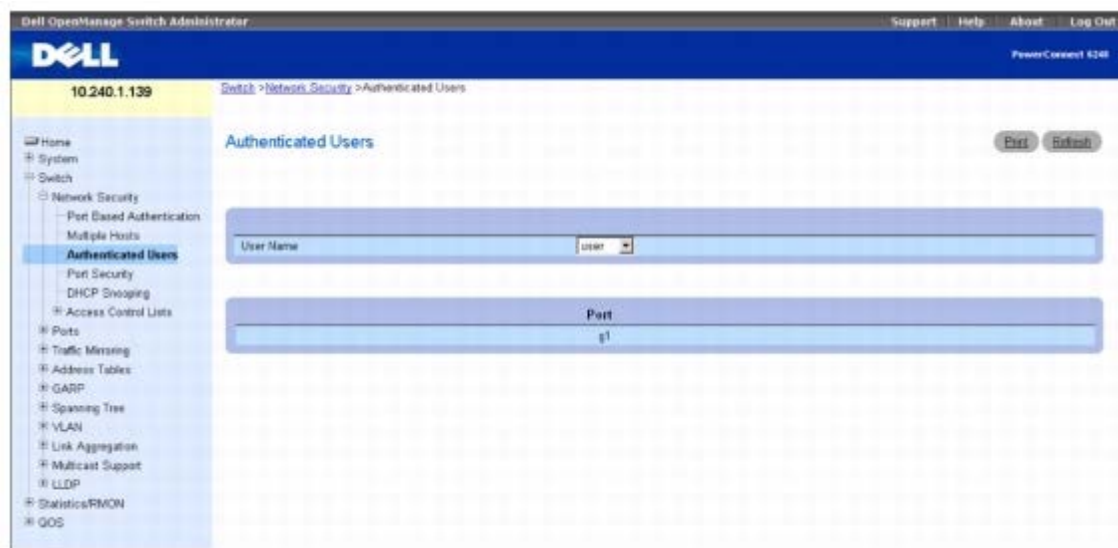 Dell OpenManage Switch Administrator
Support Help About Log Out
DELL
PowerConnect 6248
10.240.1.139
Switch >Network Security >Authenticated Users
Home
System
Switch
Network Security
Port Based Authentication
Multiple Hosts
Authenticated Users
Port Security
DHCP Snooping
Access Control Lists
Ports
Traffic Mirroring
Address Tables
GARP
Spanning Tree
VLAN
Link Aggregation
Multicast Support
LLDP
Statistics/RMON
QOS
Authenticated Users
Print Refresh
User Name user
Port
g1